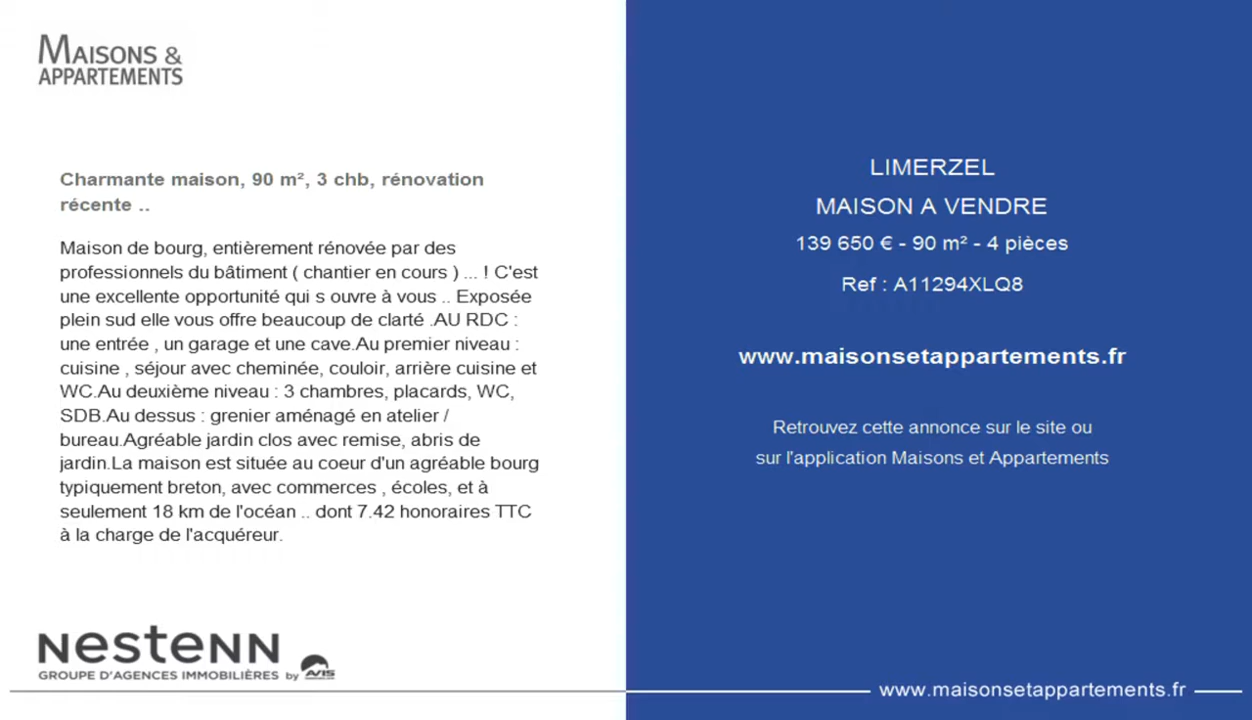 MAISONS &
APPARTEMENTS
Charmante maison, 90 m², 3 chb, rénovation
récente ..
Maison de bourg, entièrement rénovée par des
professionnels du bâtiment ( chantier en cours ) ... ! C'est
une excellente opportunité qui s ouvre à vous .. Exposée
plein sud elle vous offre beaucoup de clarté .AU RDC :
une entrée , un garage et une cave.Au premier niveau :
cuisine , séjour avec cheminée, couloir, arrière cuisine et
WC.Au deuxième niveau : 3 chambres, placards, WC,
SDB.Au dessus : grenier aménagé en atelier /
bureau.Agréable jardin clos avec remise, abris de
jardin.La maison est située au coeur d'un agréable bourg
typiquement breton, avec commerces , écoles, et à
seulement 18 km de l'océan .. dont 7.42 honoraires TTC
à la charge de l'acquéreur.
Nestenn
GROUPE D'AGENCES IMMOBILIÈRES by AVIS
LIMERZEL
MAISON A VENDRE
139 650 € - 90 m² - 4 pièces
Ref : A11294XLQ8
www.maisonsetappartements.fr
Retrouvez cette annonce sur le site ou
sur l'application Maisons et Appartements
www.maisonsetappartements.fr